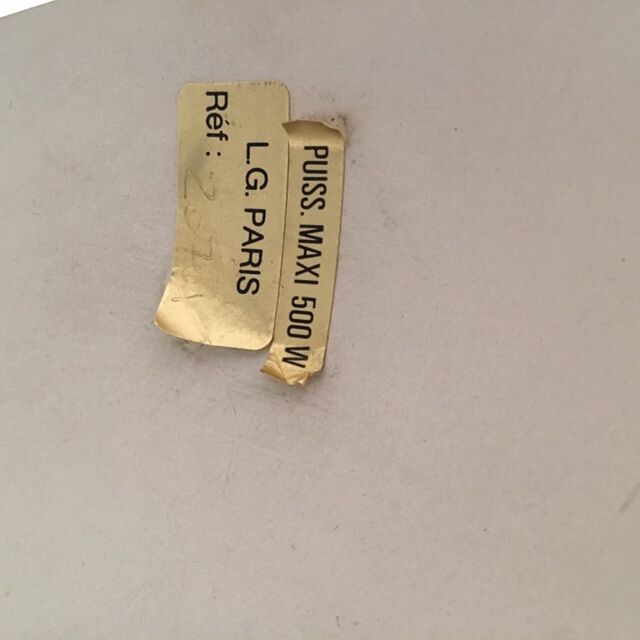 PUISS. MAXI 500 W
L.G. PARIS
Réf :